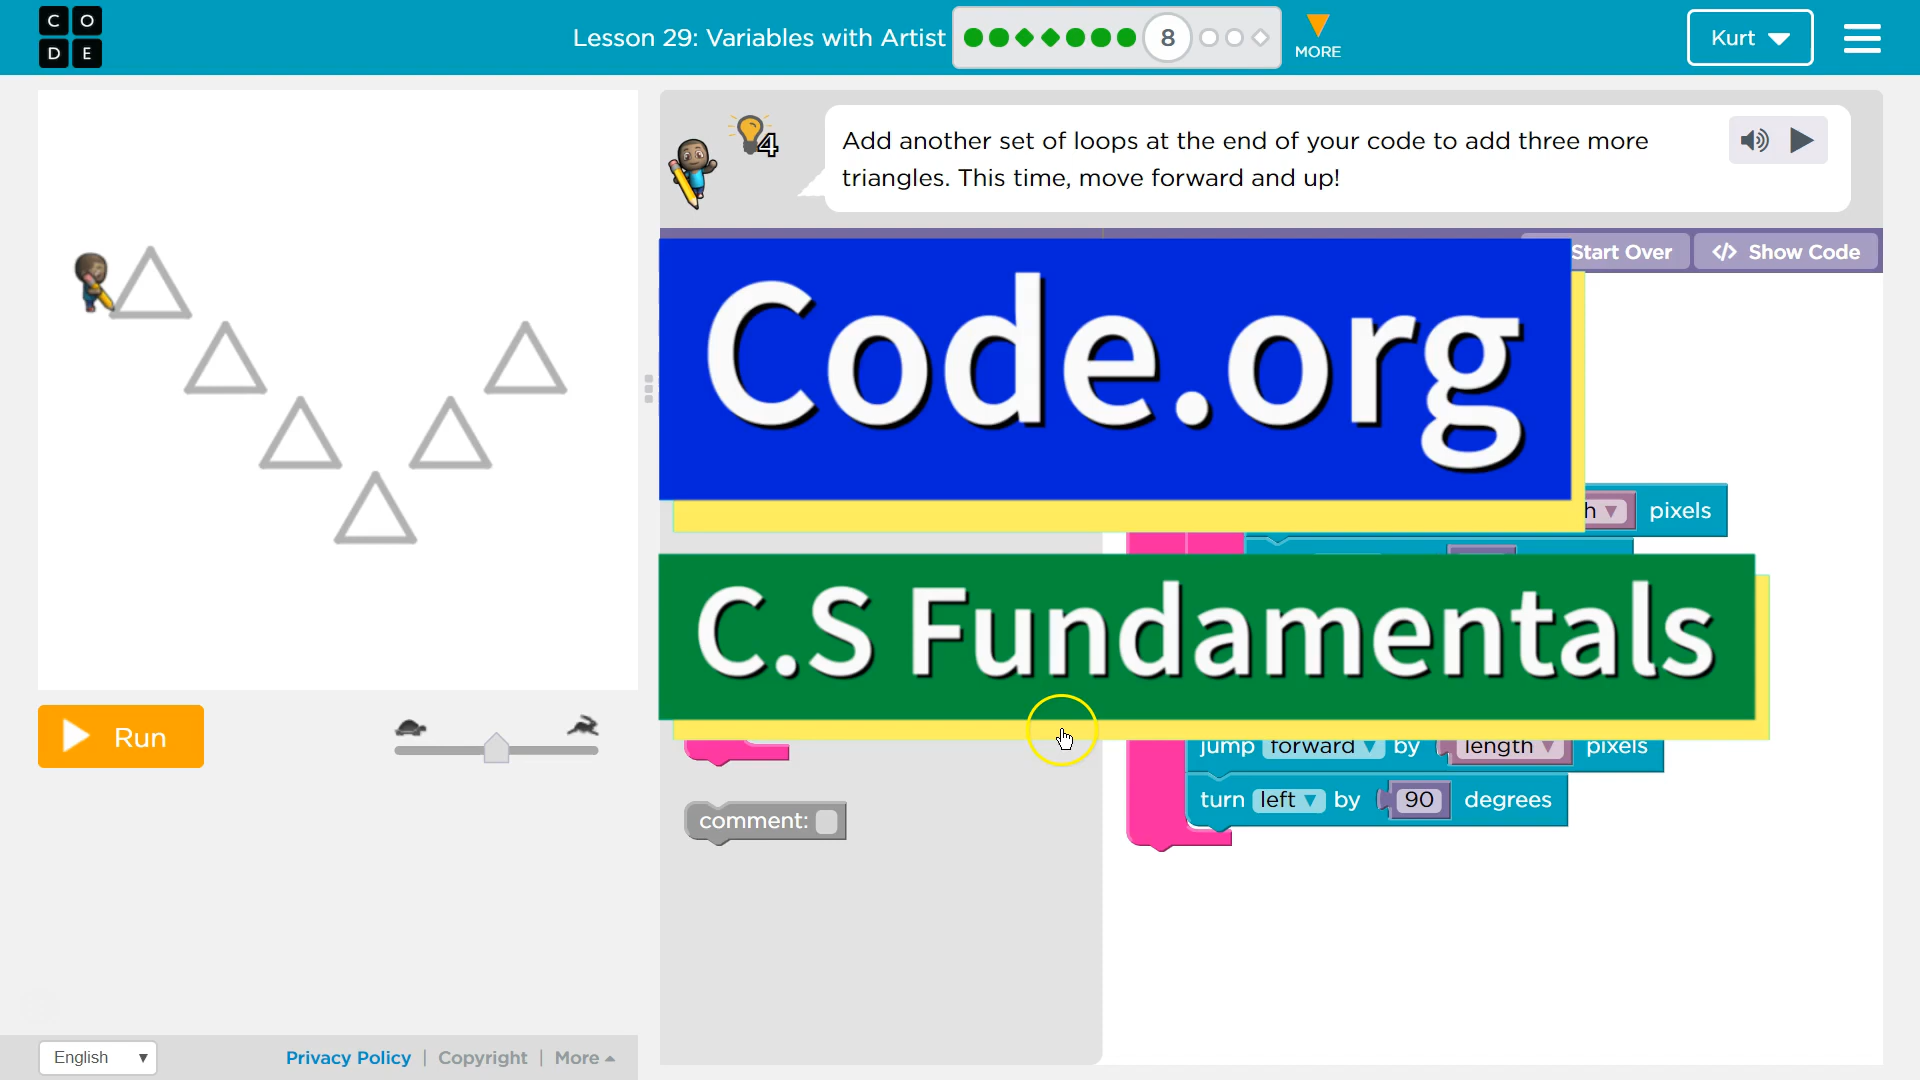 C O
D E
Lesson 29: Variables with Artist
8
MORE
Kurt
4
Add another set of loops at the end of your code to add three more
triangles. This time, move forward and up!
Start Over
Show Code
Code.org
h ▼ pixels
C.S Fundamentals
Run
jump forward ▼ by length ▼ pixels
turn left ▼ by 90 degrees
comment:
English ▼
Privacy Policy | Copyright | More